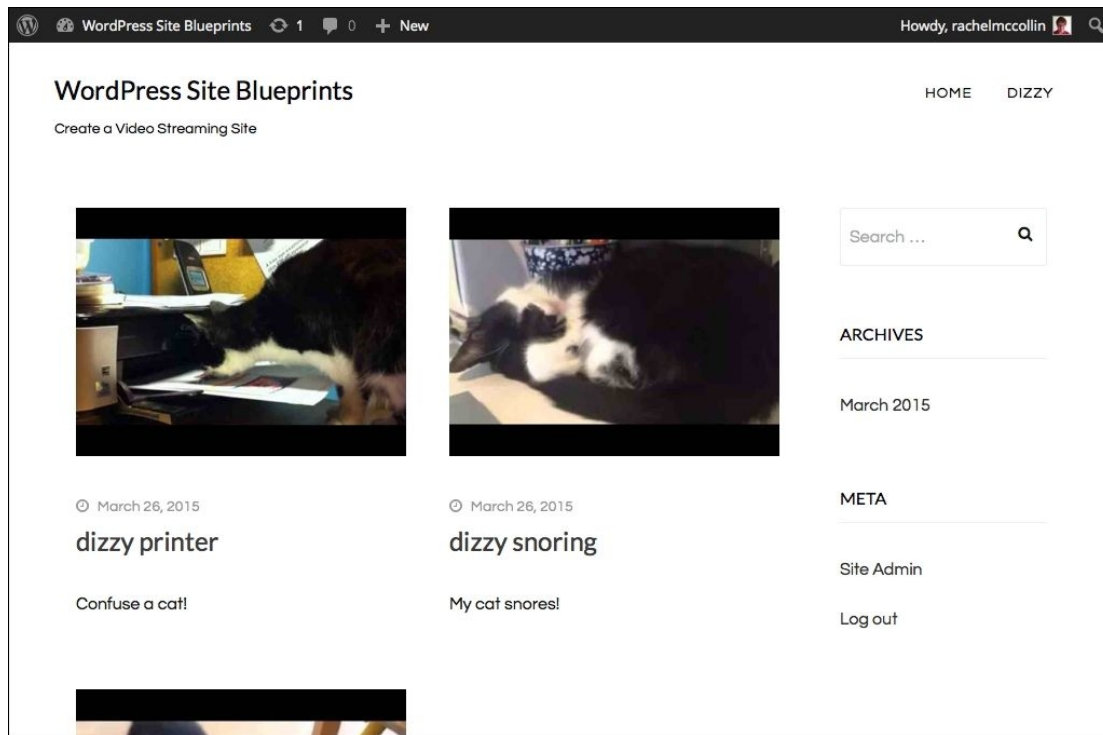 WordPress Site Blueprints 1 0 New Howdy, rachelmccollin
WordPress Site Blueprints
HOME DIZZY
Create a Video Streaming Site
Search ...
ARCHIVES
March 2015
March 26, 2015
dizzy printer
Confuse a cat!
March 26, 2015
dizzy snoring
My cat snores!
META
Site Admin
Log out